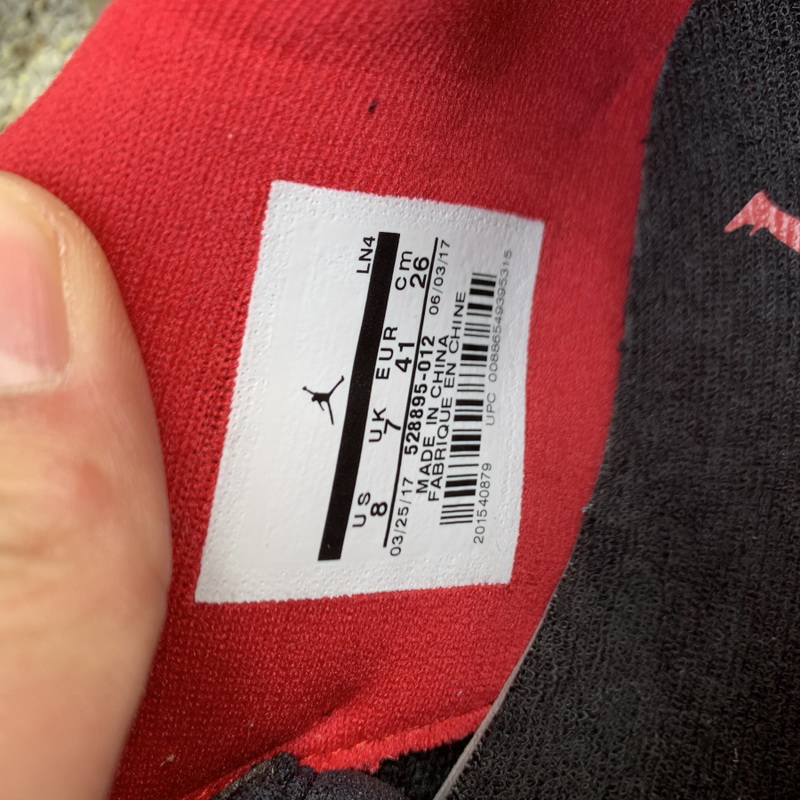 LN4
US UK EUR cm
8 7 41 26
03/25/17 528895-012 06/03/17
MADE IN CHINA
FABRIQUE EN CHINE
201540879 UPC 00886549395315